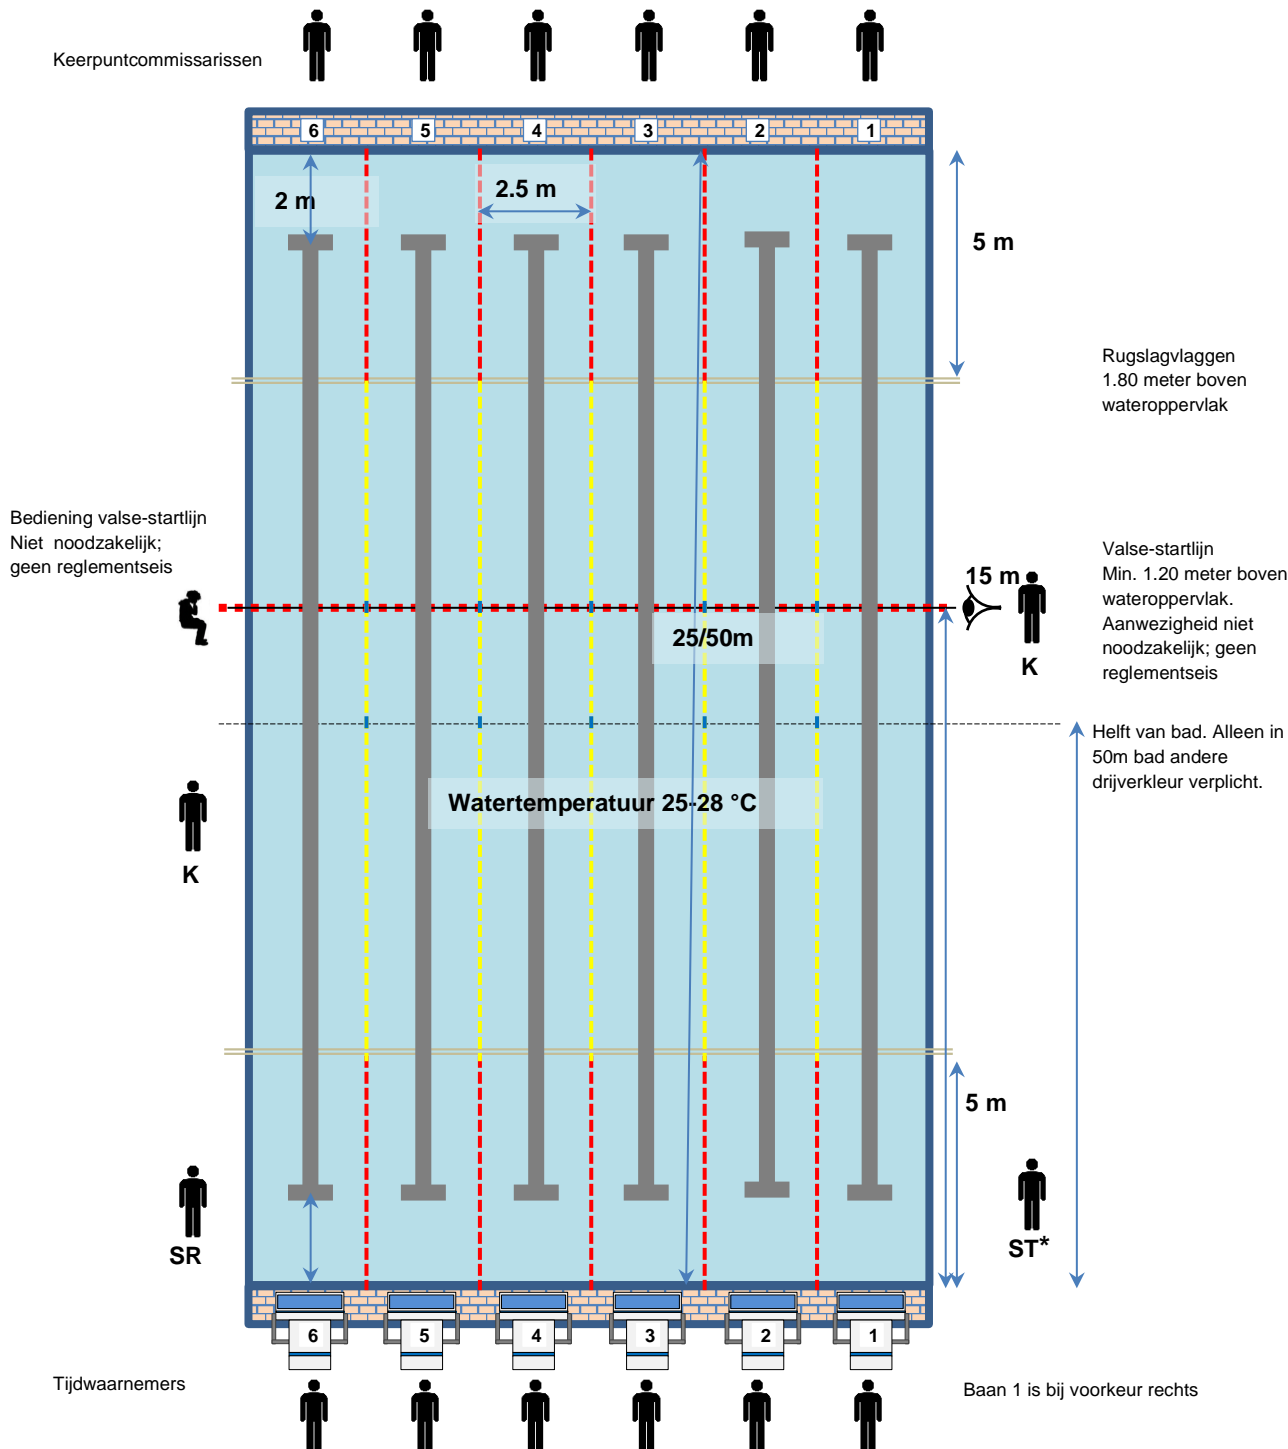 Keerpuntcommissarissen
6 5 4 3 2 1
2 m
2.5 m
5 m
Rugslagvlaggen
1.80 meter boven
wateroppervlak
Bediening valse-startlijn
Niet noodzakelijk;
geen reglementseis
15 m
K
Valse-startlijn
Min. 1.20 meter boven
wateroppervlak.
Aanwezigheid niet
noodzakelijk; geen
reglementseis
25/50m
Helft van bad. Alleen in
50m bad andere
drijverkleur verplicht.
Watertemperatuur 25-28 °C
K
5 m
SR
ST*
6 5 4 3 2 1
Tijdwaarnemers
Baan 1 is bij voorkeur rechts